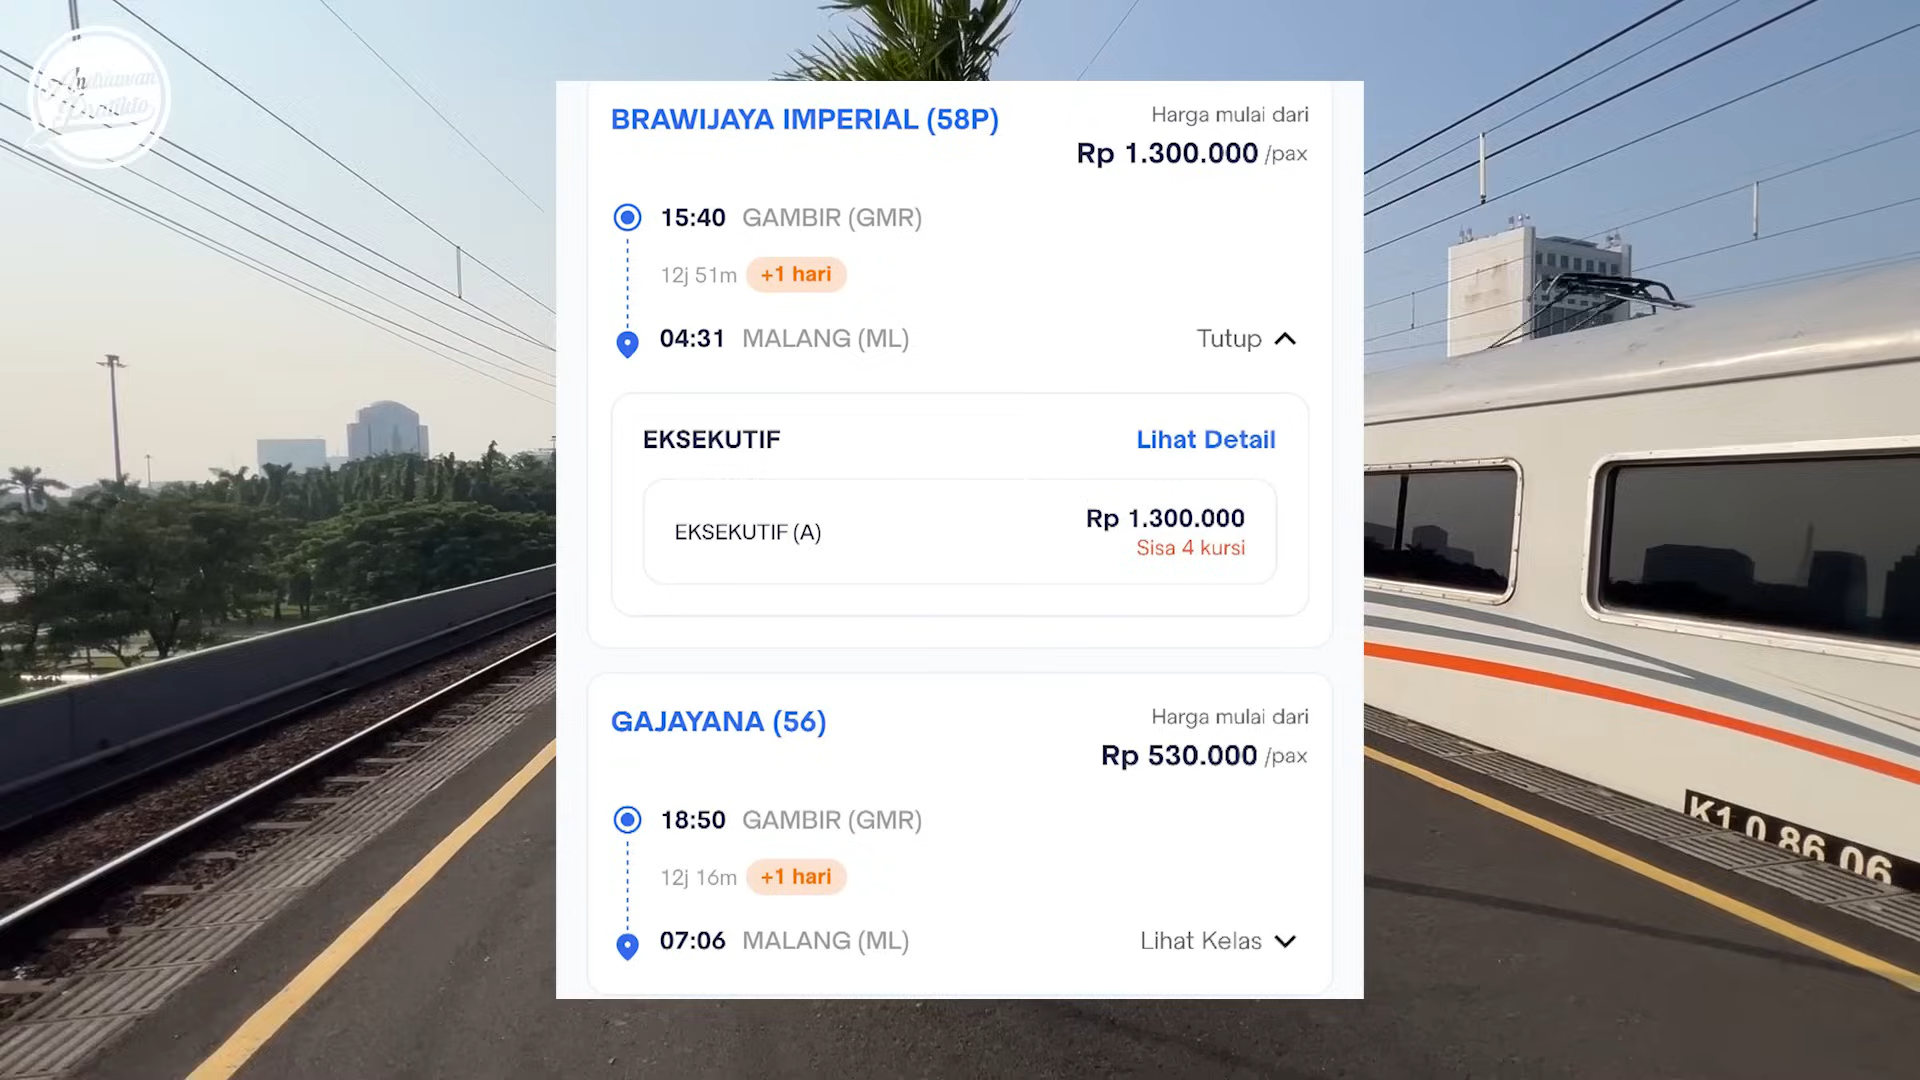 Andriawan
Pratikto
BRAWIJAYA IMPERIAL (58P)
Harga mulai dari
Rp 1.300.000 /pax
15:40 GAMBIR (GMR)
12j 51m +1 hari
04:31 MALANG (ML)
Tutup
EKSEKUTIF
Lihat Detail
EKSEKUTIF (A)
Rp 1.300.000
Sisa 4 kursi
GAJAYANA (56)
Harga mulai dari
Rp 530.000 /pax
18:50 GAMBIR (GMR)
12j 16m +1 hari
07:06 MALANG (ML)
Lihat Kelas
K1 0 86 06